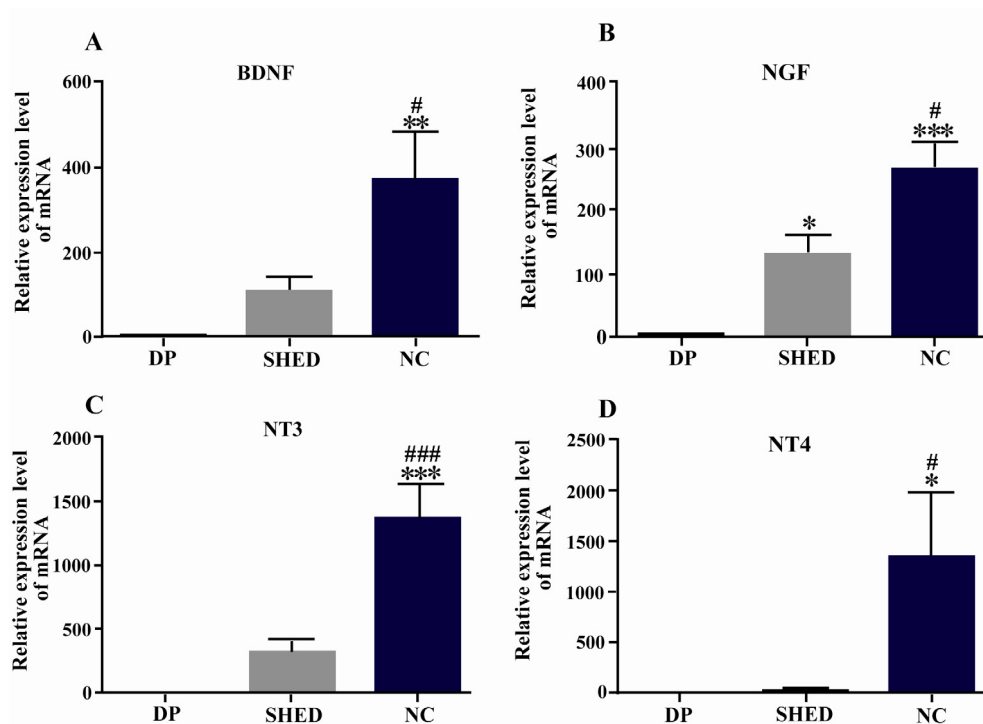 A
BDNF
Relative expression level
of mRNA
600
400
200
0
#
**
DP
SHED
NC
B
NGF
Relative expression level
of mRNA
400
300
200
100
0
*
#
***
DP
SHED
NC
C
NT3
Relative expression level
of mRNA
2000
1500
1000
500
0
###
***
DP
SHED
NC
D
NT4
Relative expression level
of mRNA
2500
2000
1500
1000
500
0
#
*
DP
SHED
NC